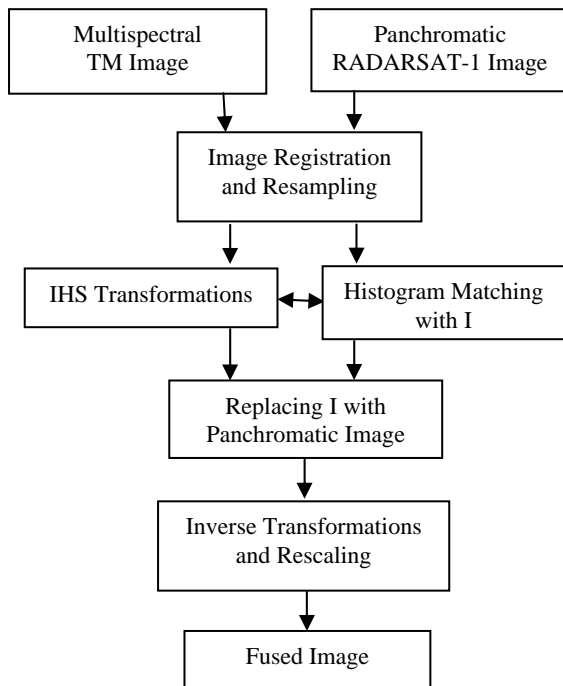 Multispectral
TM Image
Panchromatic
RADARSAT-1 Image
Image Registration
and Resampling
IHS Transformations
Histogram Matching
with I
Replacing I with
Panchromatic Image
Inverse Transformations
and Rescaling
Fused Image